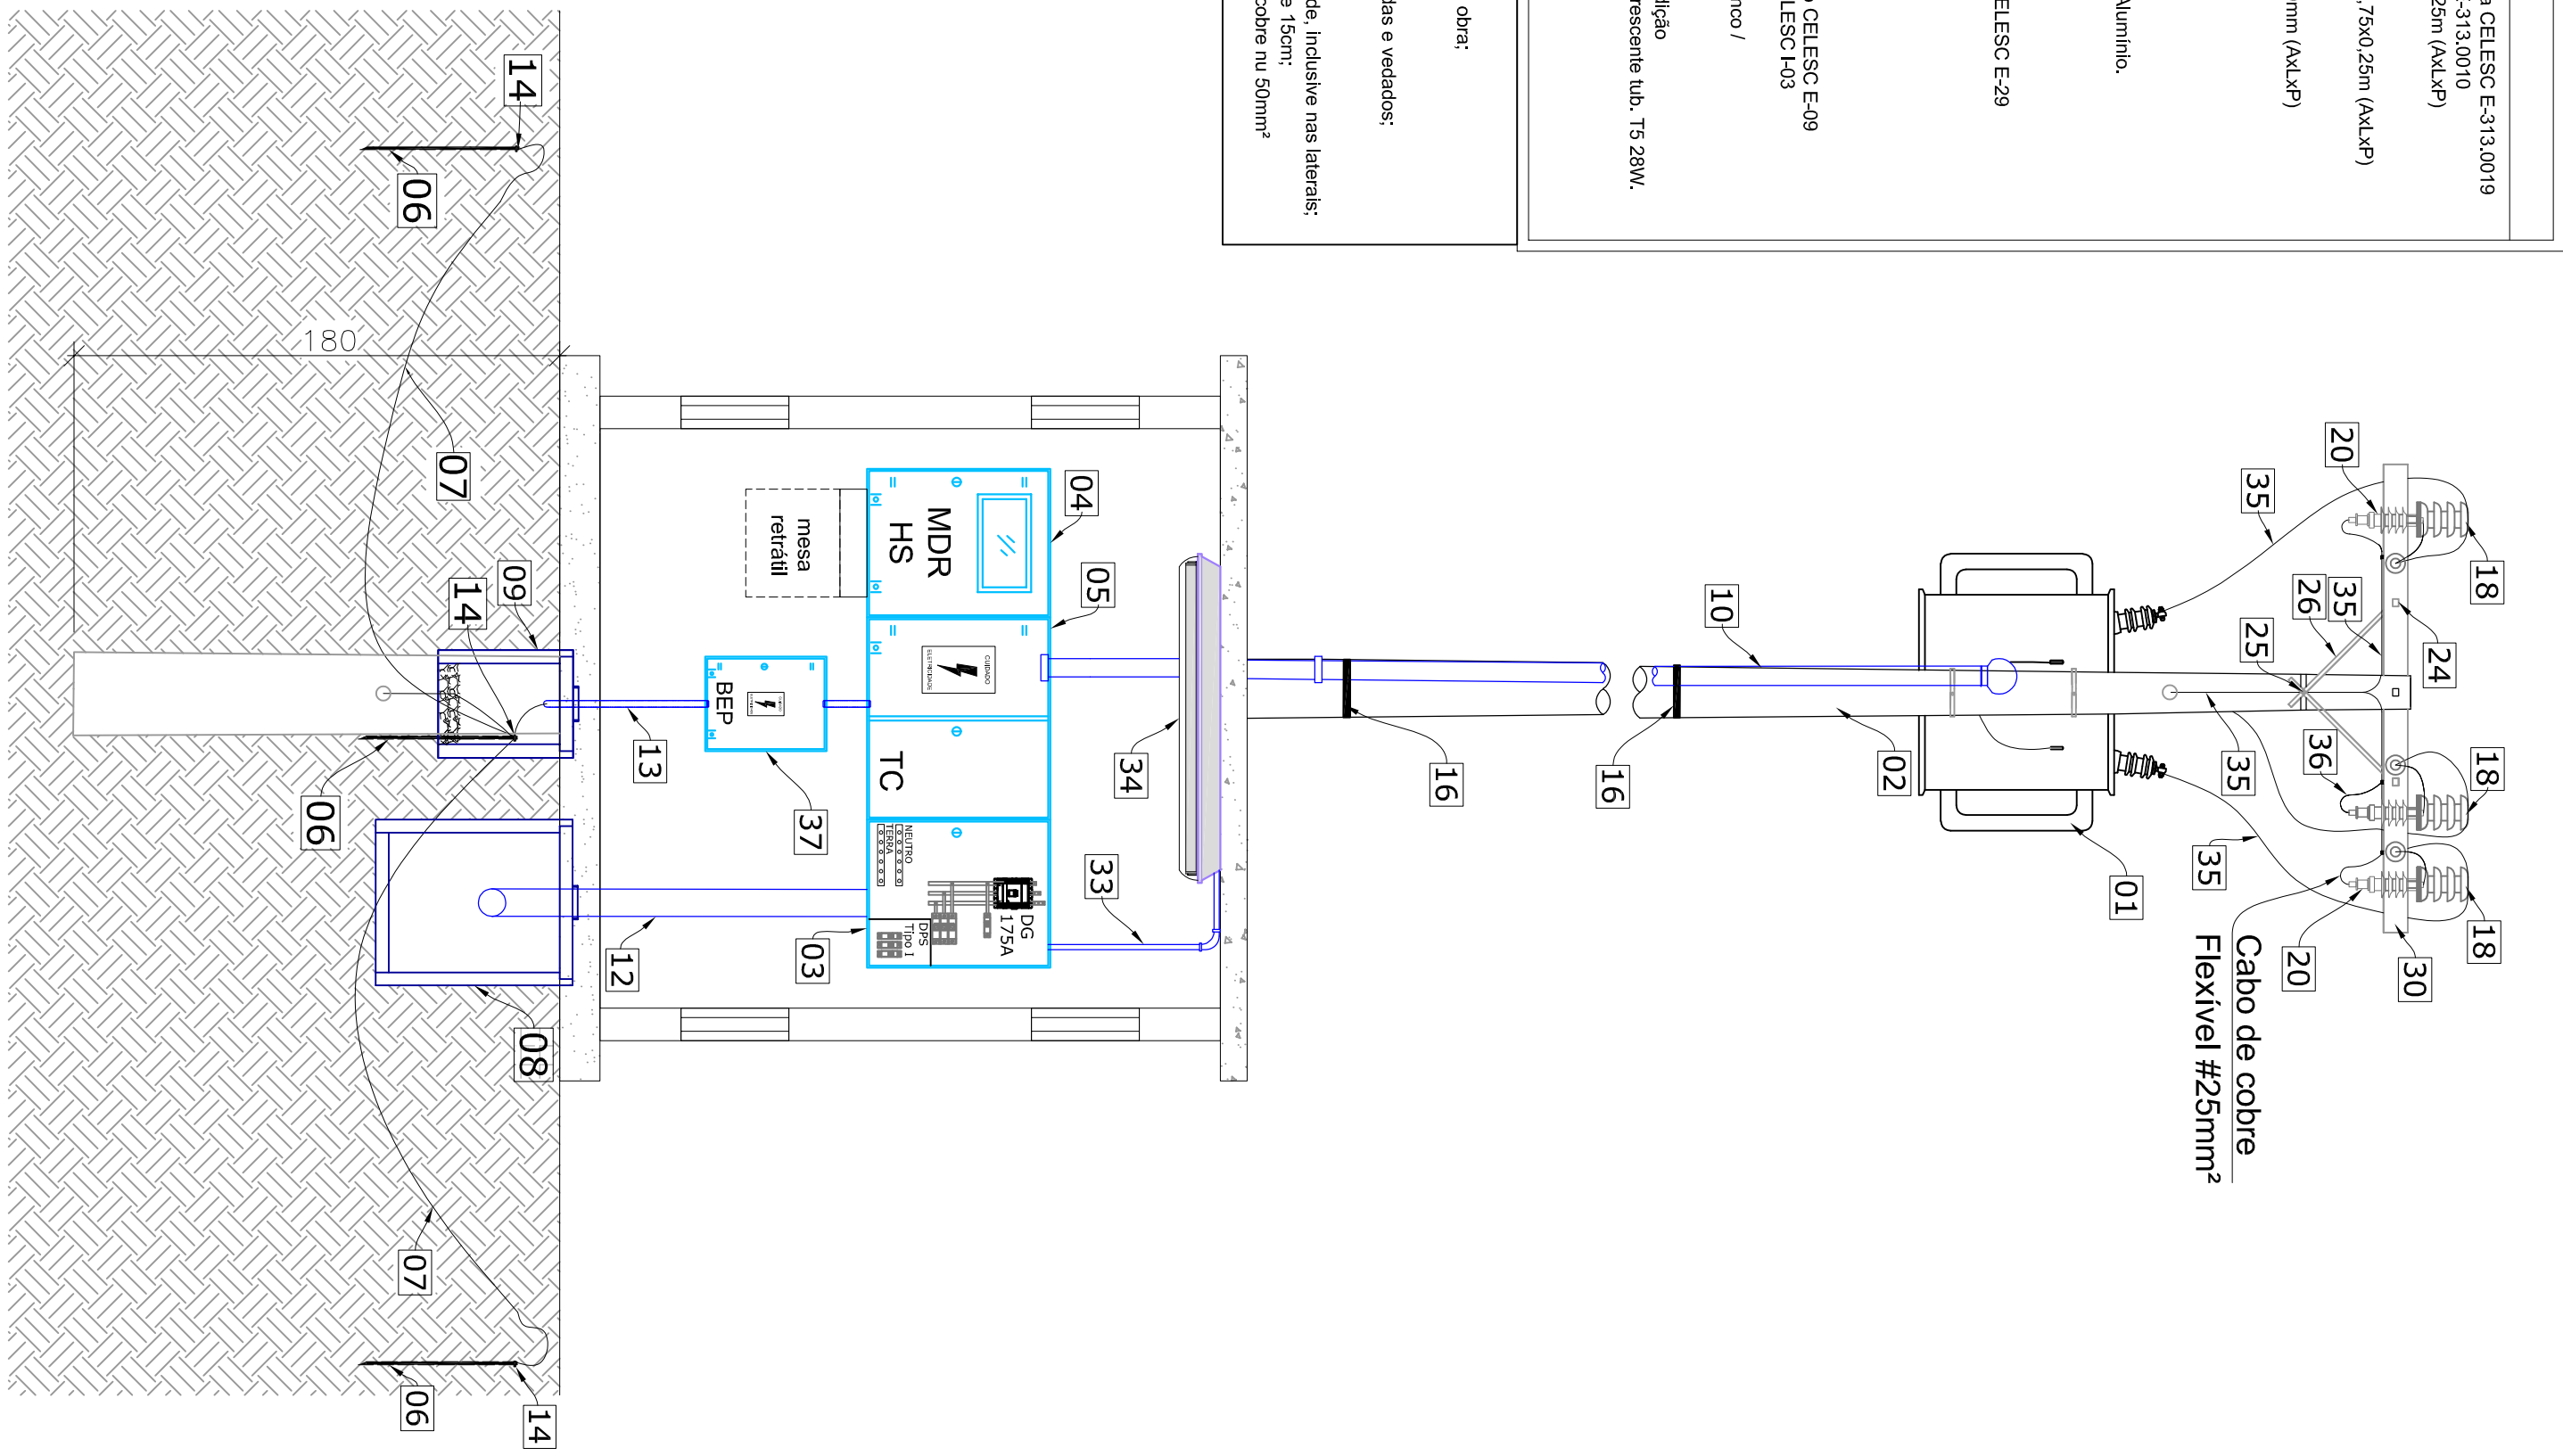 a CELESC E-313.0019
E-313.0010
25m (AxLxP)
,75x0,25m (AxLxP)
mm (AxLxP)
Alumínio.
ELESC E-29
o CELESC E-09
LESC I-03
nco /
dição
rescente tub. T5 28W.
obra;
das e vedados;
de, inclusive nas laterais;
e 15cm;
cobre nu 50mm²
18
18
18
24
30
20
35
26
35
25
36
20
35
35
Cabo de cobre
Flexível #25mm²
01
02
10
16
16
34
33
04
05
MDR
HS
mesa
retrátil
CUIDADO
ELETRICIDADE
TC
DG
175A
NEUTRO
TERRA
DPS
Tipo I
03
37
BEP
13
12
09
14
08
14
06
07
180
06
07
14
06